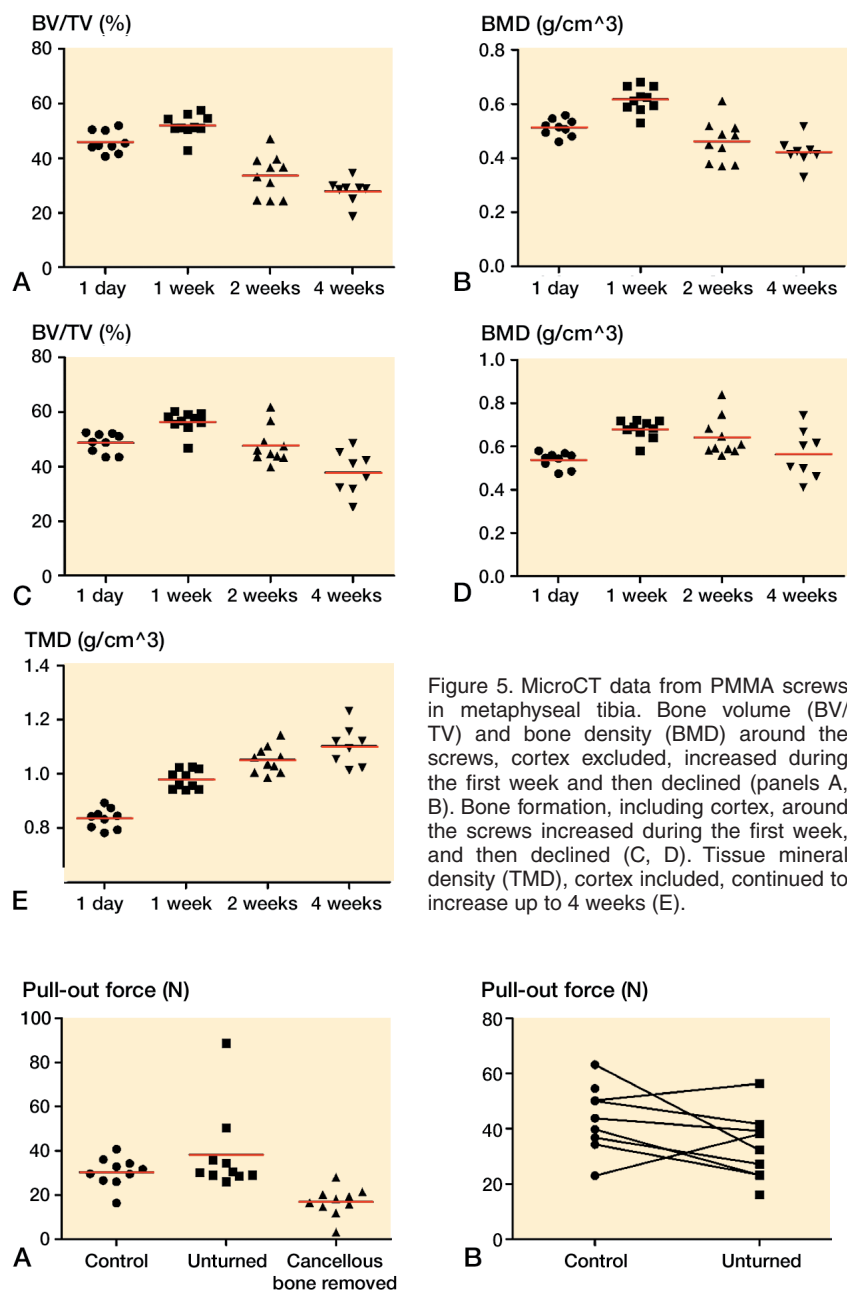 BV/TV (%)
80
60
40
20
0
A
1 day 1 week 2 weeks 4 weeks
BMD (g/cm^3)
0.8
0.6
0.4
0.2
0.0
B
1 day 1 week 2 weeks 4 weeks
BV/TV (%)
80
60
40
20
0
C
1 day 1 week 2 weeks 4 weeks
BMD (g/cm^3)
1.0
0.8
0.6
0.4
0.2
0.0
D
1 day 1 week 2 weeks 4 weeks
TMD (g/cm^3)
1.4
1.2
1.0
0.8
E
1 day 1 week 2 weeks 4 weeks
Figure 5. MicroCT data from PMMA screws
in metaphyseal tibia. Bone volume (BV/
TV) and bone density (BMD) around the
screws, cortex excluded, increased during
the first week and then declined (panels A,
B). Bone formation, including cortex, around
the screws increased during the first week,
and then declined (C, D). Tissue mineral
density (TMD), cortex included, continued to
increase up to 4 weeks (E).
Pull-out force (N)
100
80
60
40
20
0
A
Control Unturned Cancellous
bone removed
Pull-out force (N)
80
60
40
20
0
B
Control Unturned